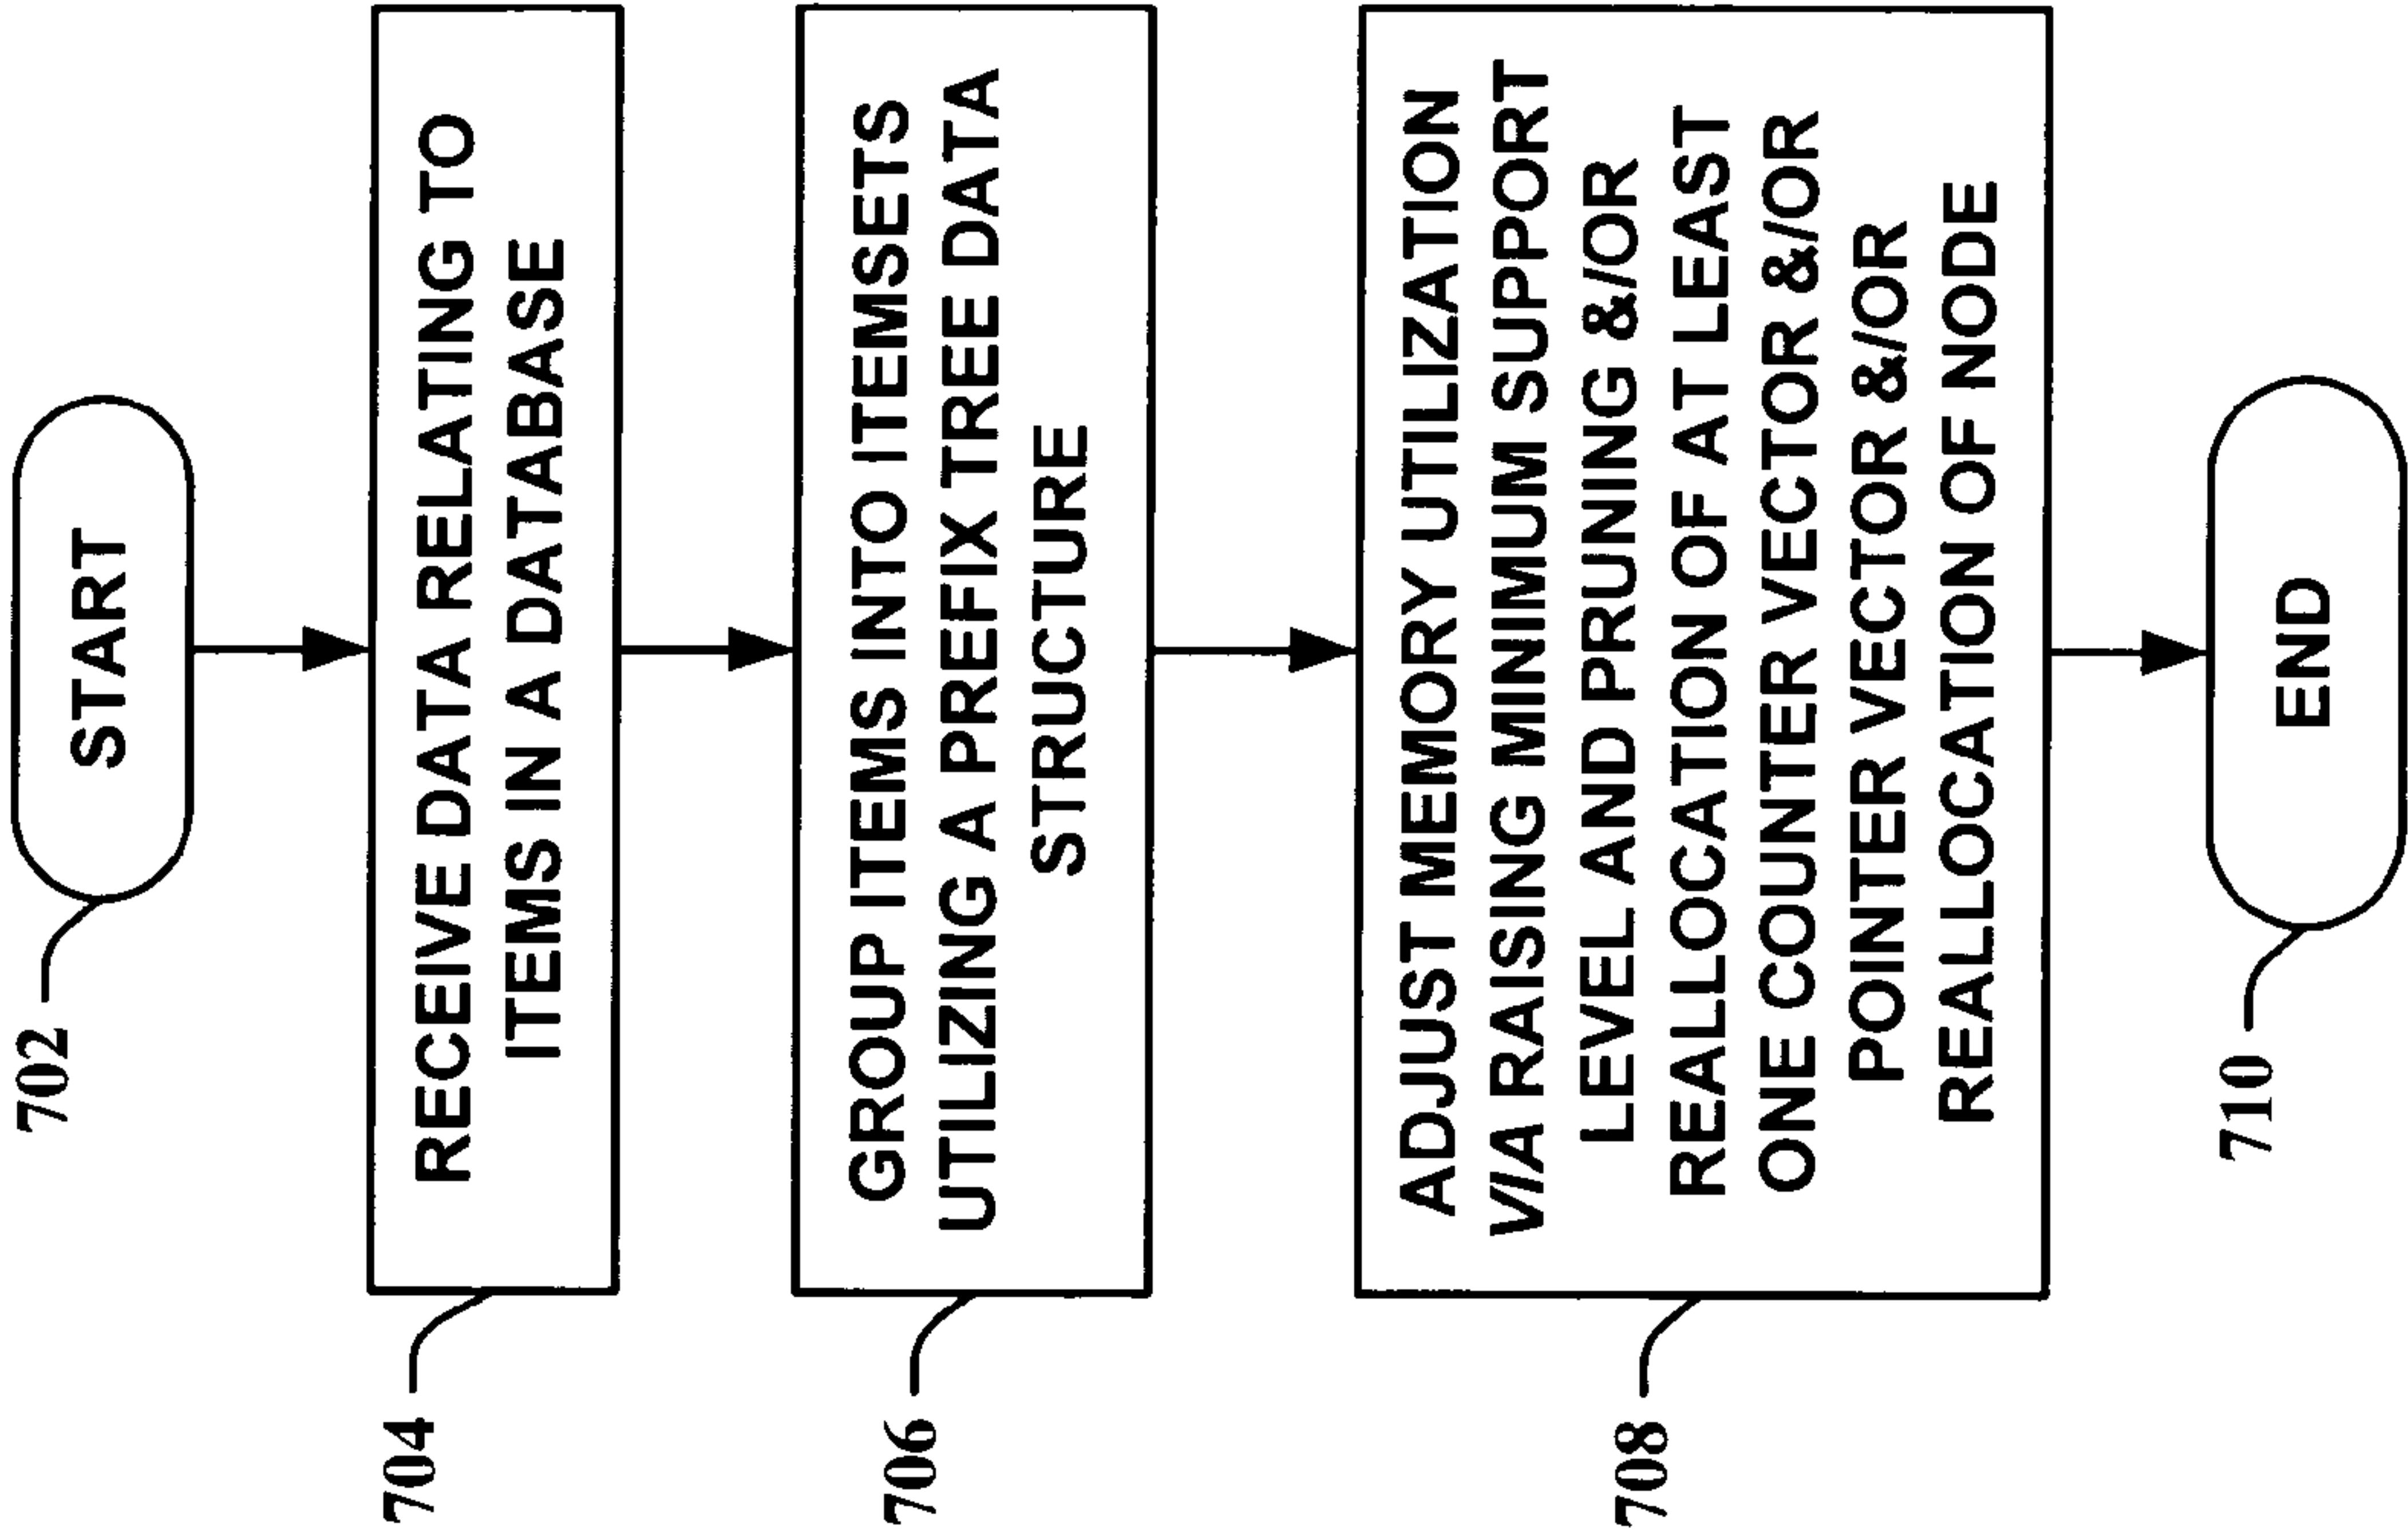 702
START
704
RECEIVE DATA RELATING TO
ITEMS IN A DATABASE
706
GROUP ITEMS INTO ITEMSETS
UTILIZING A PREFIX TREE DATA
STRUCTURE
708
ADJUST MEMORY UTILIZATION
VIA RAISING MINIMUM SUPPORT
LEVEL AND PRUNING &/OR
REALLOCATION OF AT LEAST
ONE COUNTER VECTOR &/OR
POINTER VECTOR &/OR
REALLOCATION OF NODE
710
END